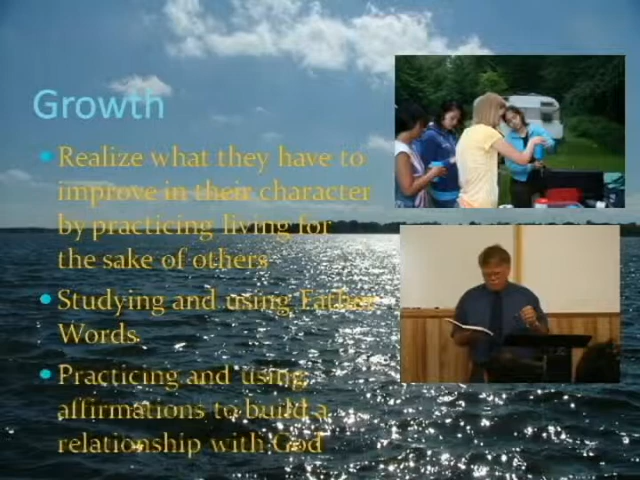 Growth
Realize what they have to
improve in their character
by practicing living for
the sake of others
Studying and using Father
Words.
Practicing and using
affirmations to build a
relationship with God